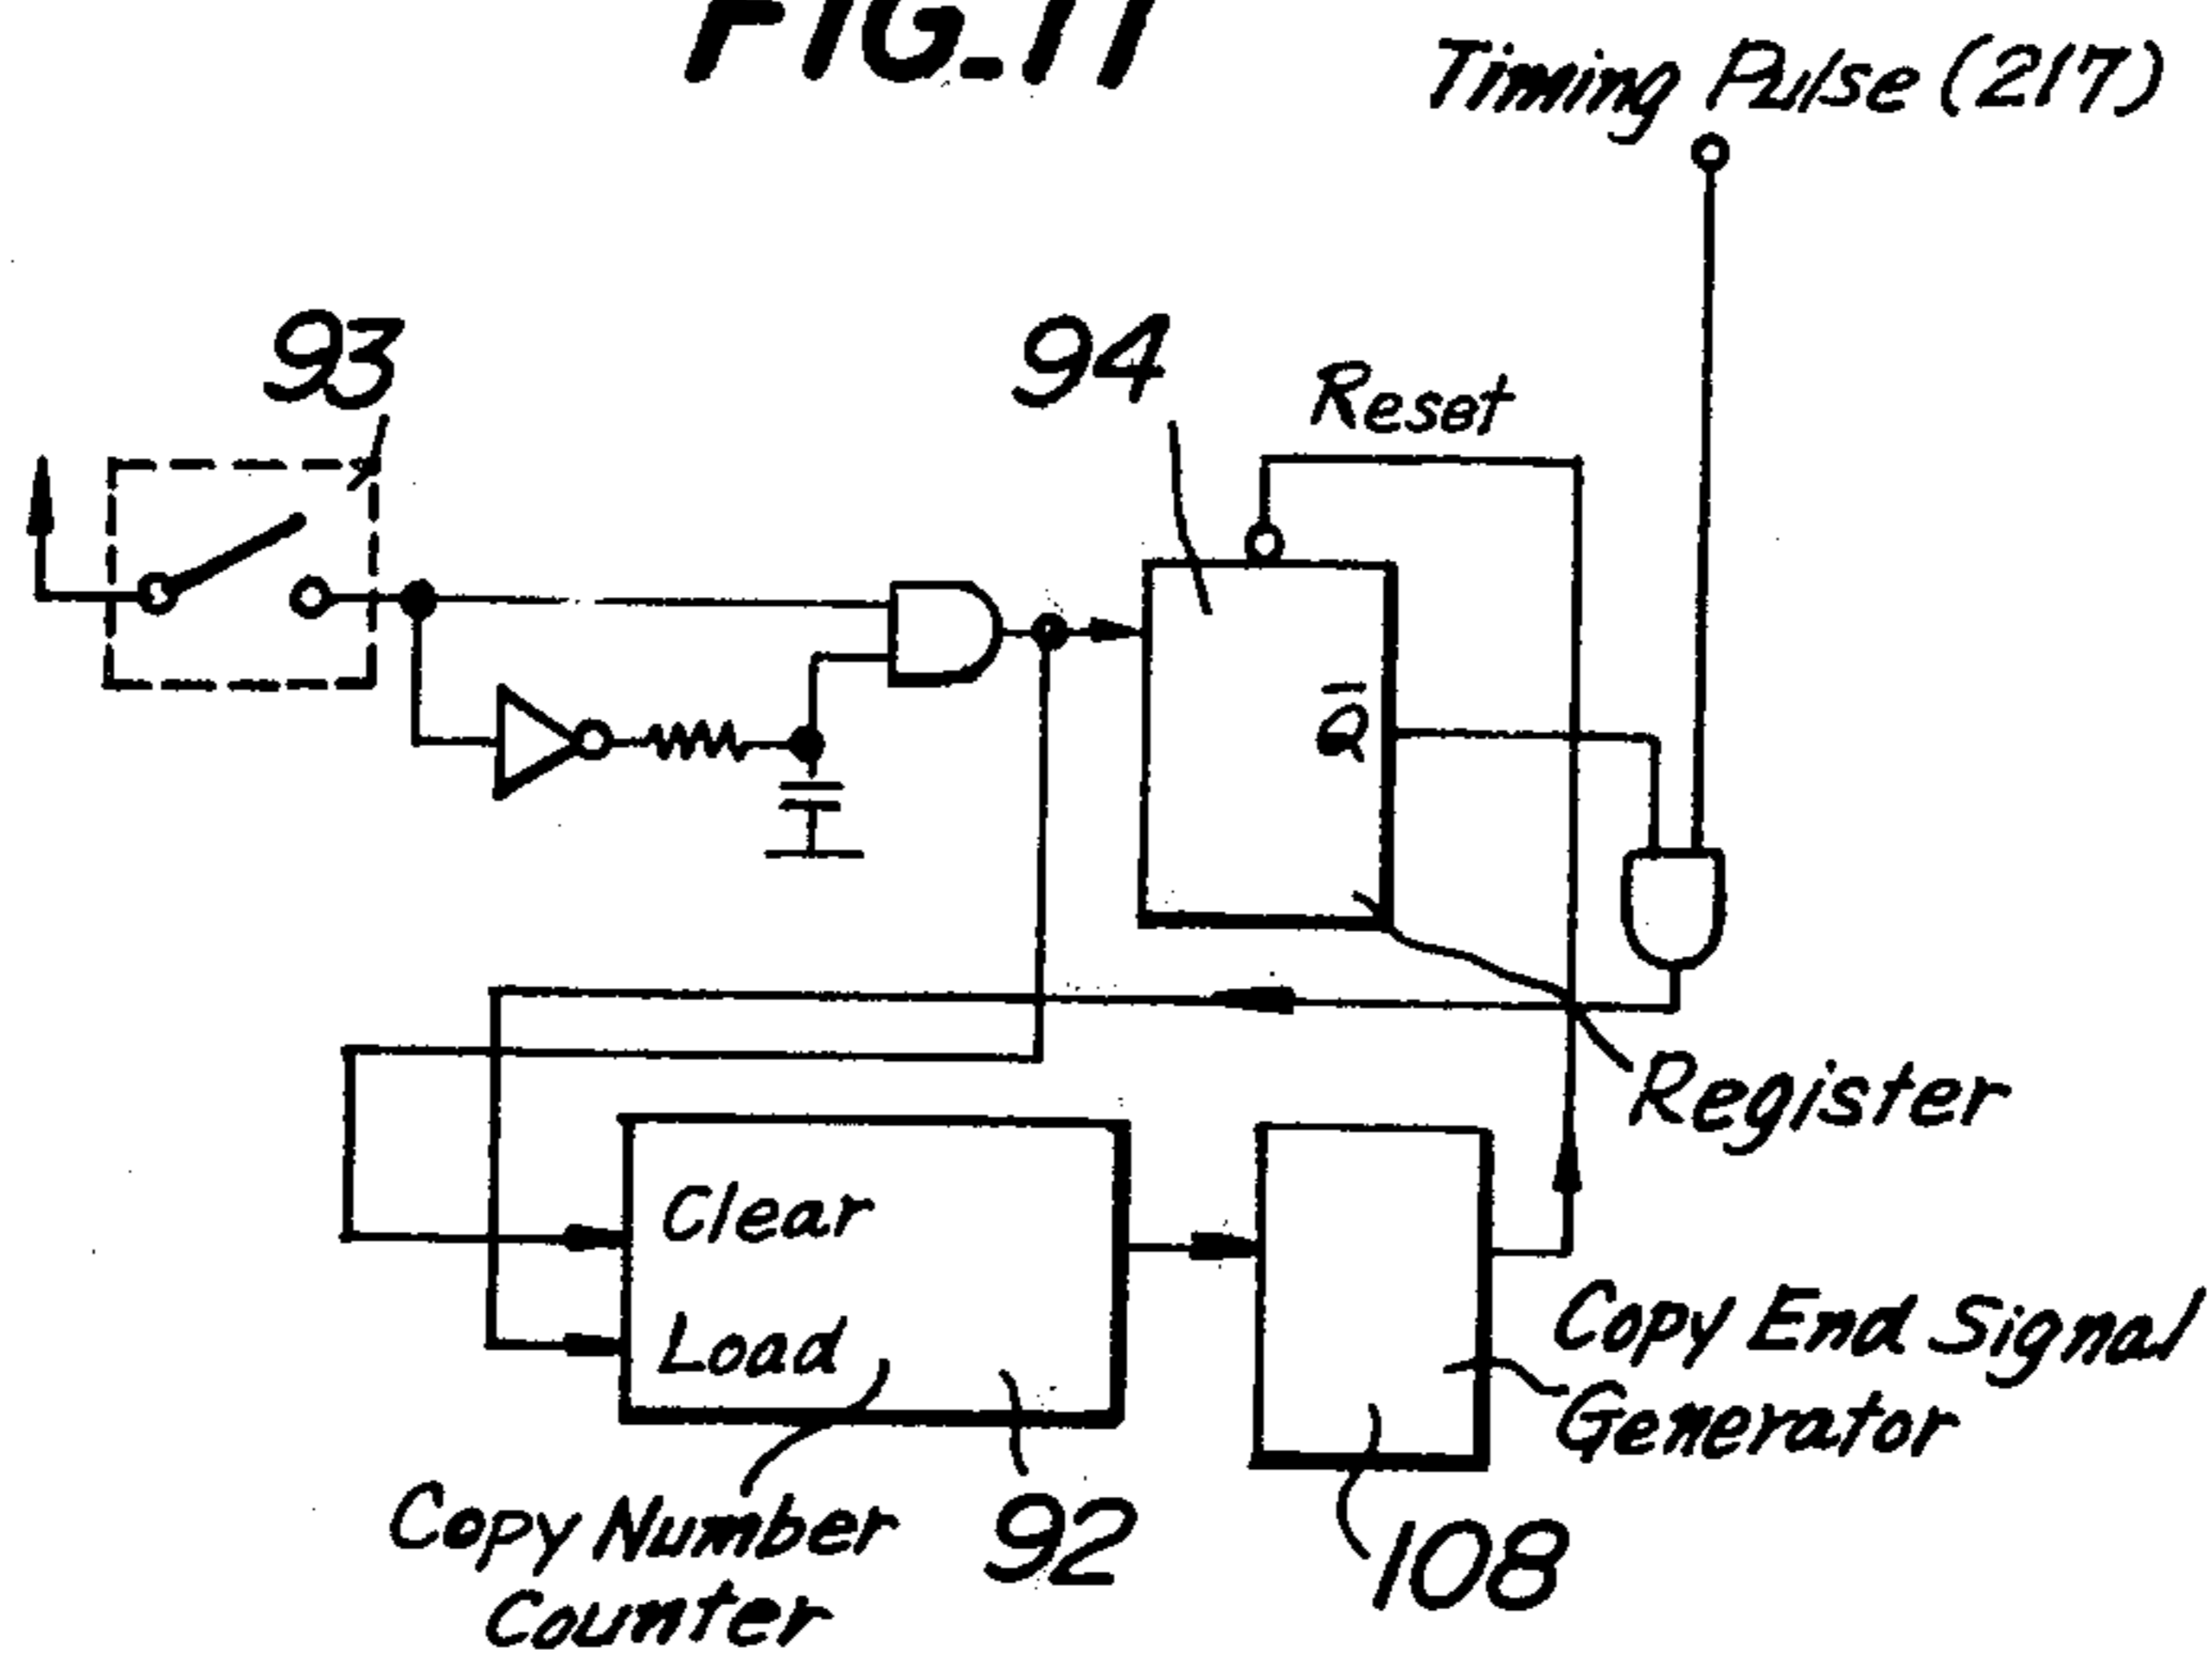 FIG. 11
Timing Pulse (217)
93
94
Reset
Q̅
Register
Clear
Load
Copy End Signal
Generator
Copy Number
Counter
92
108